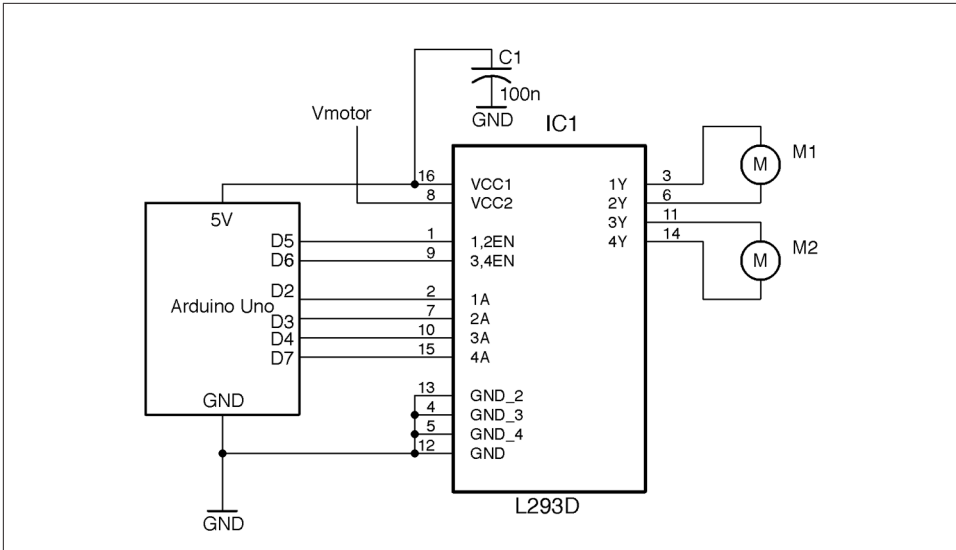 C1
100n
GND
Vmotor
IC1
M
M1
16
VCC1
1Y
3
8
VCC2
2Y
6
3Y
11
4Y
14
M
M2
5V
D5
1
1,2EN
D6
9
3,4EN
D2
2
1A
Arduino Uno
D3
7
2A
D4
10
3A
D7
15
4A
GND
13
GND_2
4
GND_3
5
GND_4
12
GND
L293D
GND